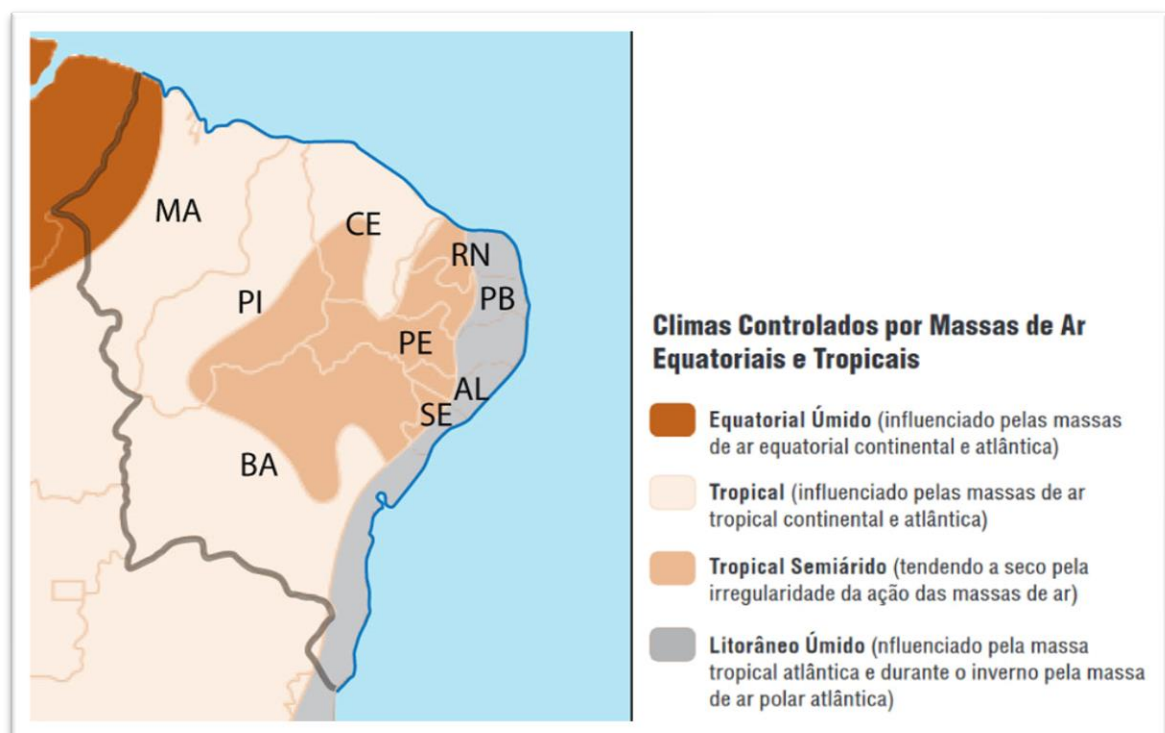 MA
CE
RN
PI
PB
PE
AL
SE
BA
Climas Controlados por Massas de Ar
Equatoriais e Tropicais
Equatorial Úmido (influenciado pelas massas
de ar equatorial continental e atlântica)
Tropical (influenciado pelas massas de ar
tropical continental e atlântica)
Tropical Semiárido (tendendo a seco pela
irregularidade da ação das massas de ar)
Litorâneo Úmido (nfluenciado pela massa
tropical atlântica e durante o inverno pela massa
de ar polar atlântica)